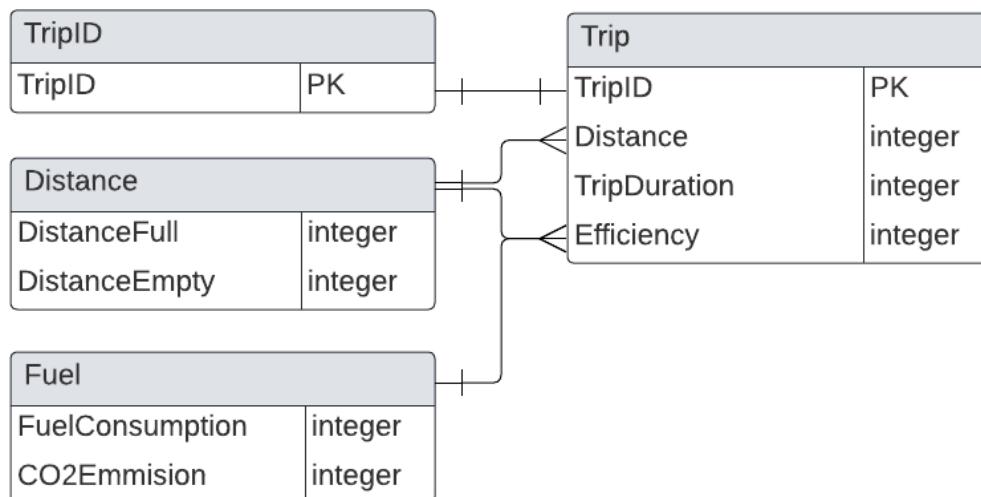 TripID
TripID PK
Distance
DistanceFull integer
DistanceEmpty integer
Fuel
FuelConsumption integer
CO2Emmision integer
Trip
TripID PK
Distance integer
TripDuration integer
Efficiency integer